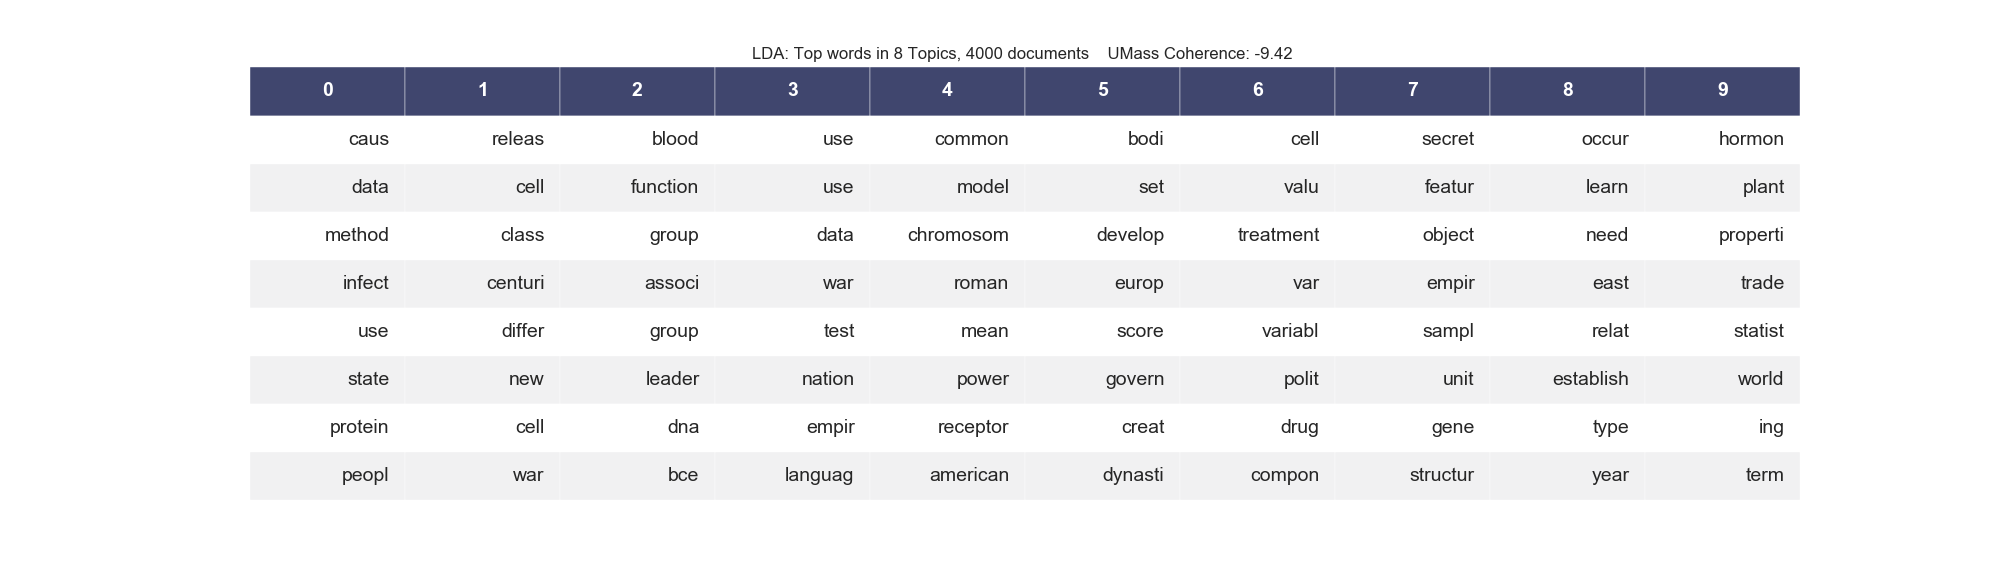 LDA: Top words in 8 Topics, 4000 documents    UMass Coherence: -9.42
0 1 2 3 4 5 6 7 8 9
caus releas blood use common bodi cell secret occur hormon
data cell function use model set valu featur learn plant
method class group data chromosom develop treatment object need properti
infect centuri associ war roman europ var empir east trade
use differ group test mean score variabl sampl relat statist
state new leader nation power govern polit unit establish world
protein cell dna empir receptor creat drug gene type ing
peopl war bce languag american dynasti compon structur year term